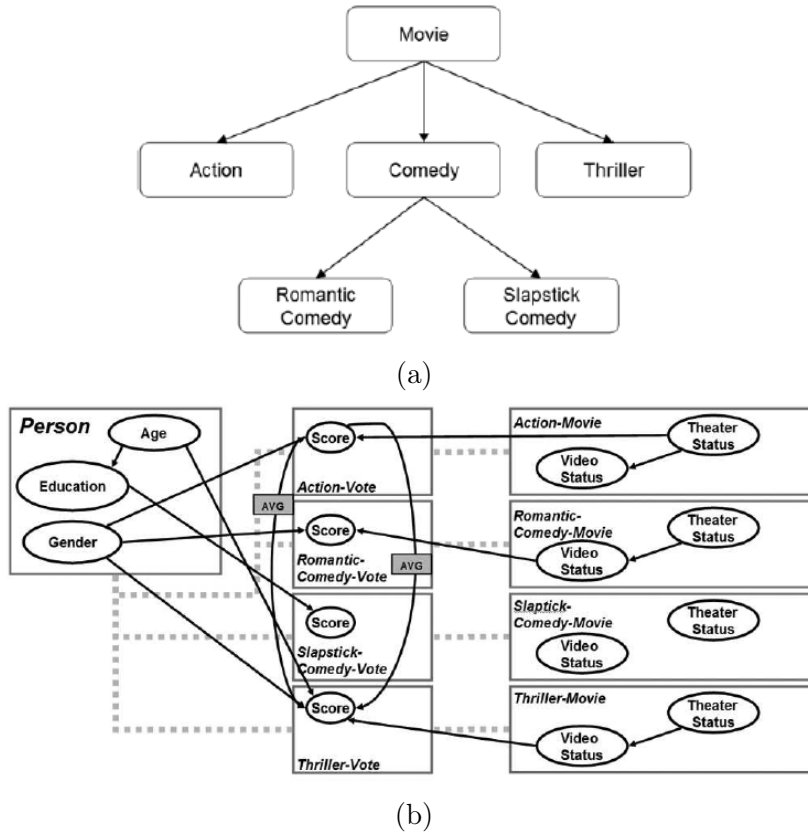 Movie
Action
Comedy
Thriller
Romantic
Comedy
Slapstick
Comedy
(a)
Person
Age
Education
Gender
Score
Action-Vote
AVG
Score
Romantic-
Comedy-Vote
AVG
Score
Slapstick-
Comedy-Vote
Score
Thriller-Vote
Action-Movie
Theater
Status
Video
Status
Romantic-
Comedy-Movie
Theater
Status
Video
Status
Slaptick-
Comedy-Movie
Theater
Status
Video
Status
Thriller-Movie
Theater
Status
Video
Status
(b)